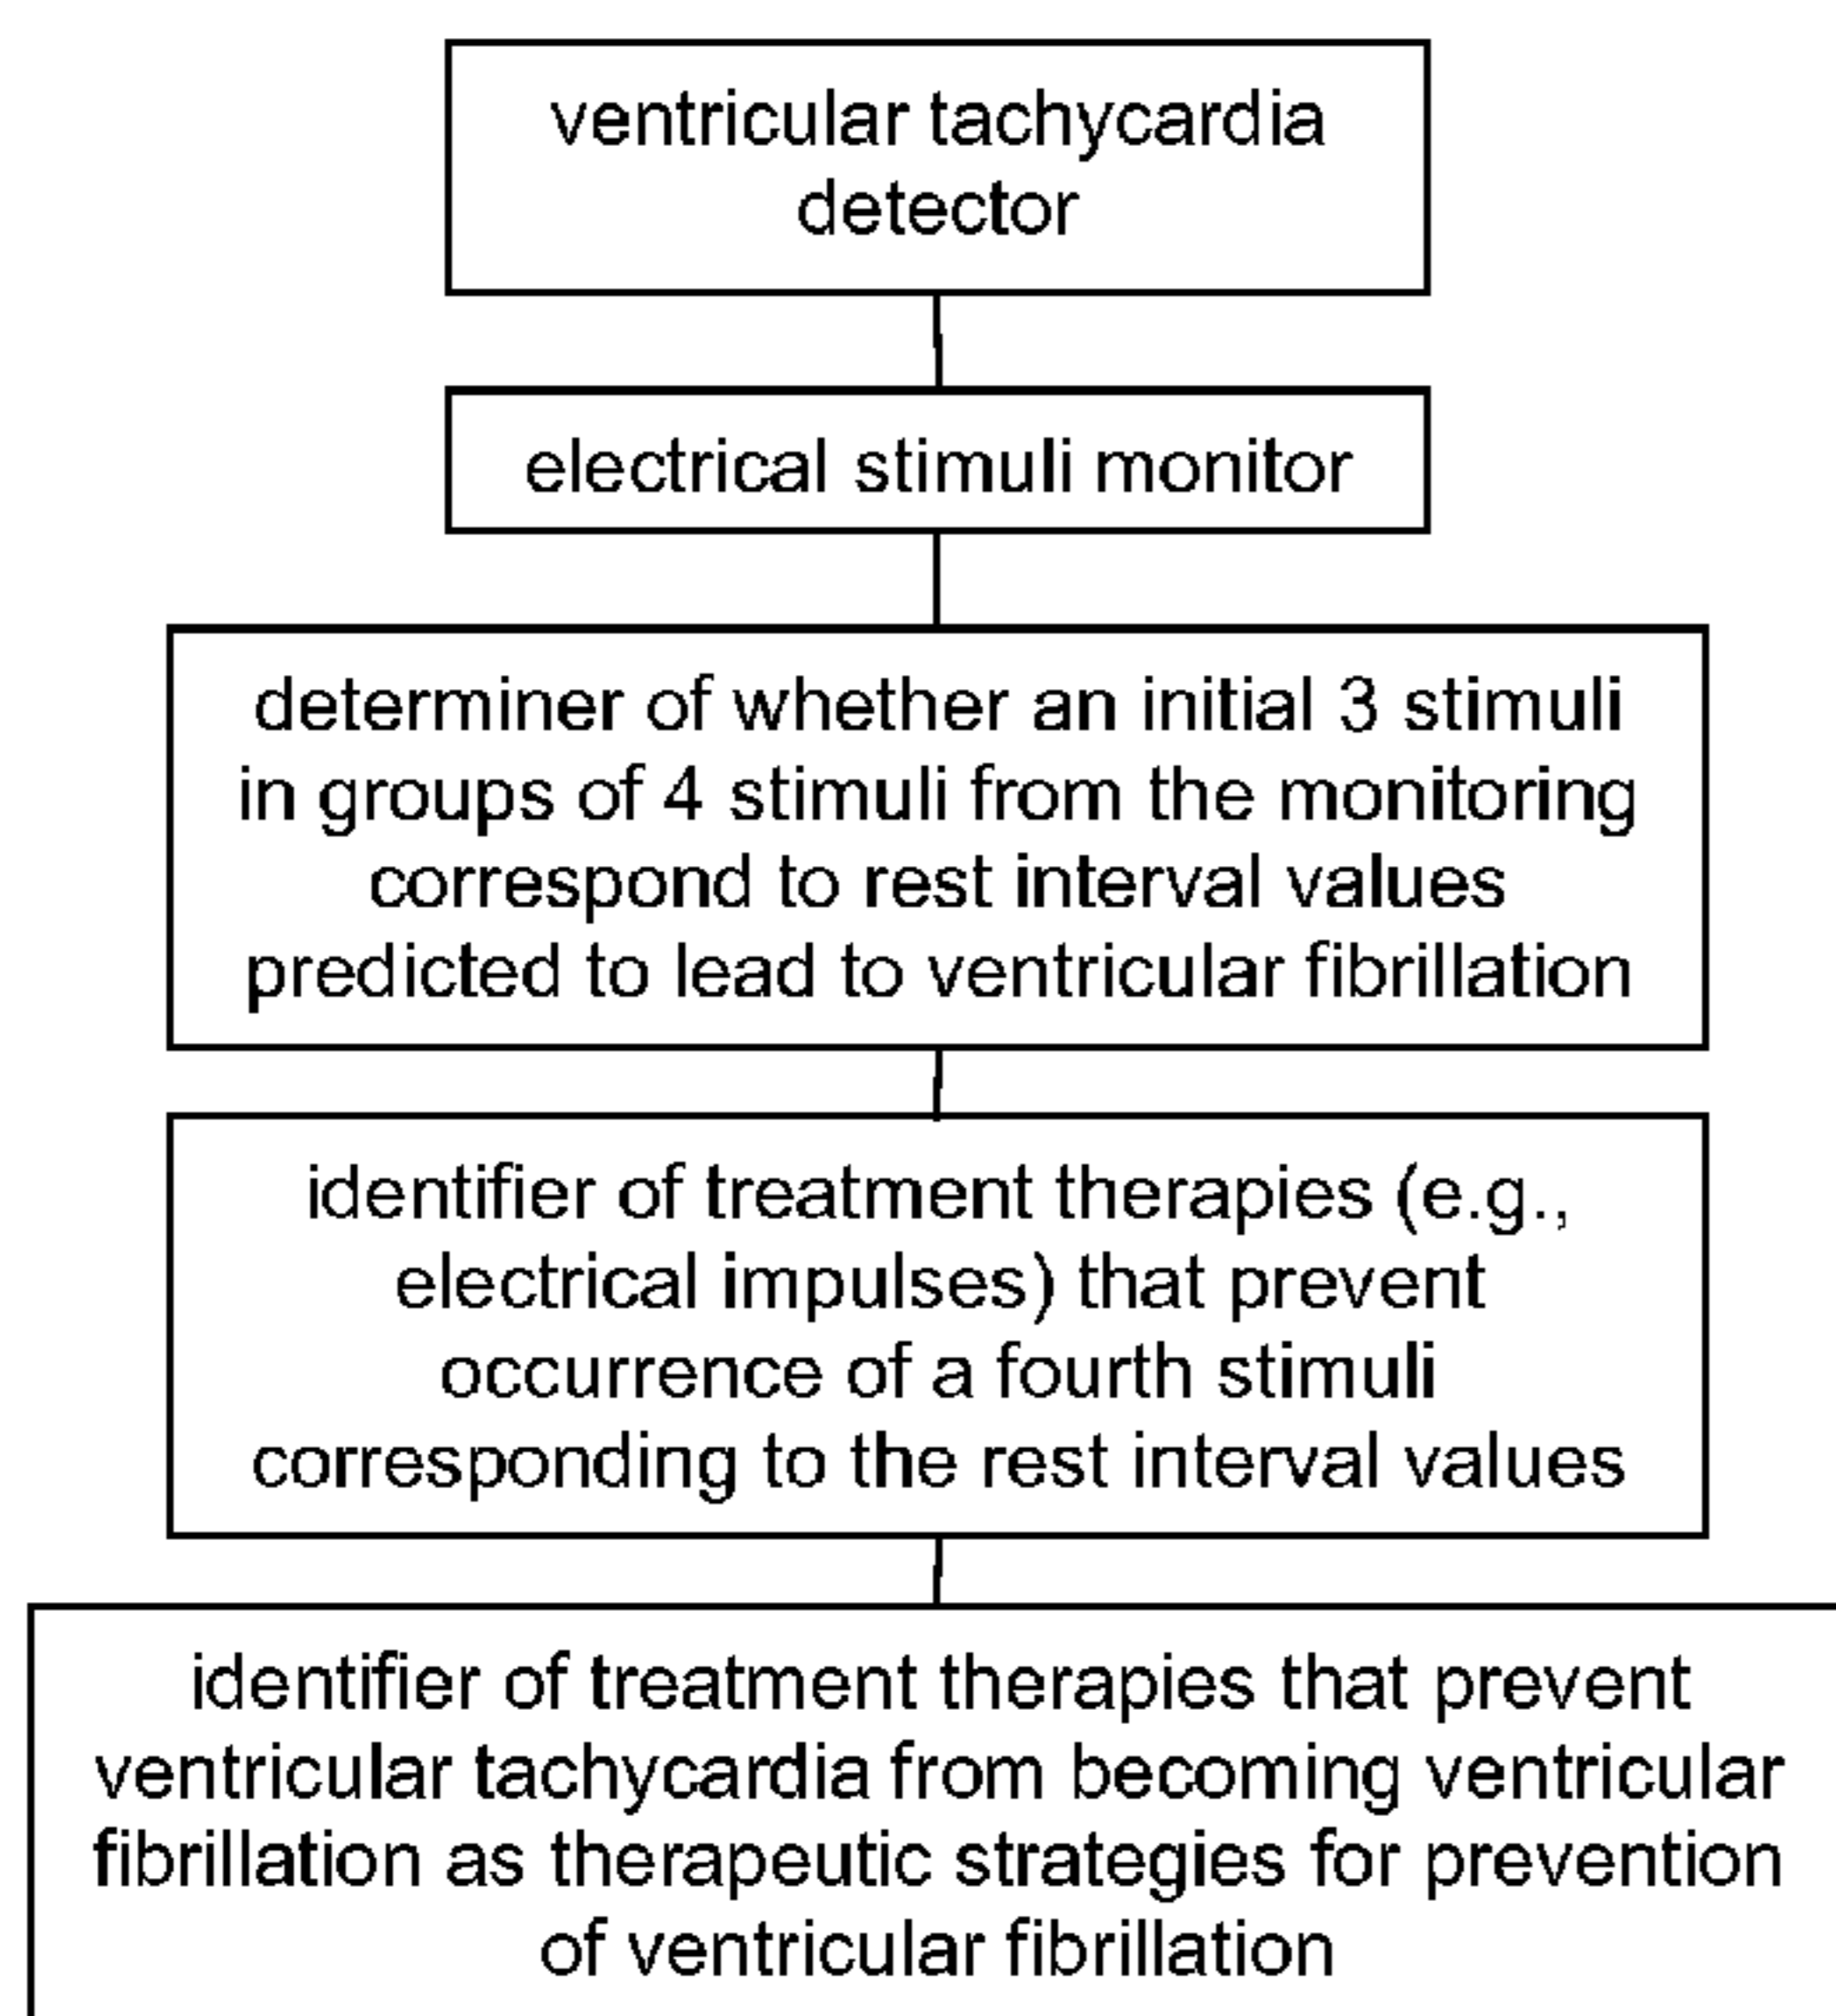 ventricular tachycardia
detector
electrical stimuli monitor
determiner of whether an initial 3 stimuli
in groups of 4 stimuli from the monitoring
correspond to rest interval values
predicted to lead to ventricular fibrillation
identifier of treatment therapies (e.g.,
electrical impulses) that prevent
occurrence of a fourth stimuli
corresponding to the rest interval values
identifier of treatment therapies that prevent
ventricular tachycardia from becoming ventricular
fibrillation as therapeutic strategies for prevention
of ventricular fibrillation